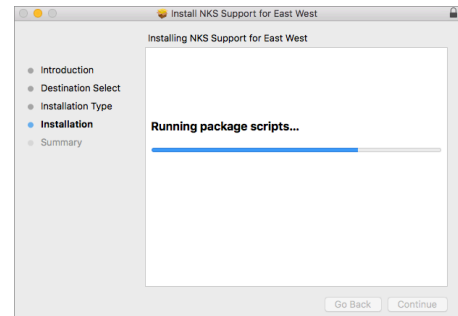 Install NKS Support for East West
Installing NKS Support for East West
Introduction
Destination Select
Installation Type
Installation
Summary
Running package scripts...
Go Back
Continue